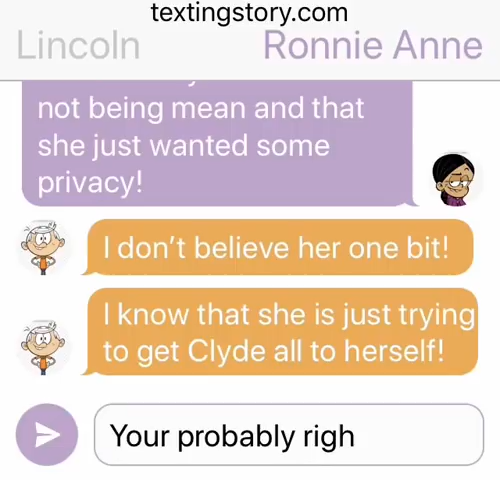 textingstory.com
Lincoln Ronnie Anne
not being mean and that
she just wanted some
privacy!
I don't believe her one bit!
I know that she is just trying
to get Clyde all to herself!
Your probably righ